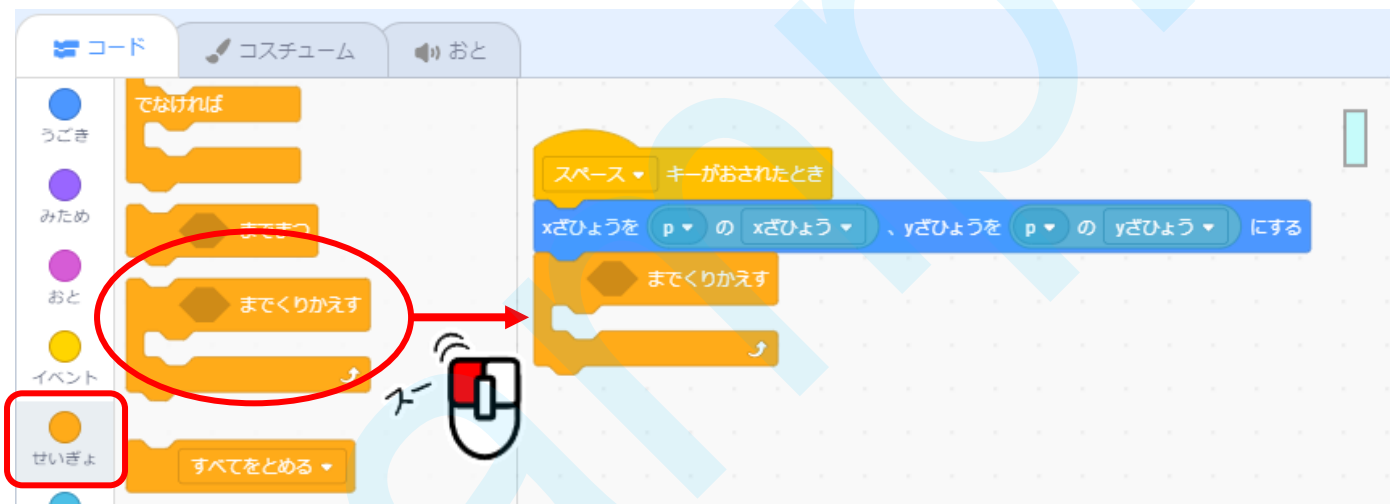 コード
コスチューム
おと
うごき
みため
おと
イベント
せいぎょ
でなければ
までまつ
までくりかえす
すべてをとめる
スペース キーがおされたとき
xざひょうを p の xざひょう 、yざひょうを p の yざひょう にする
までくりかえす
スー